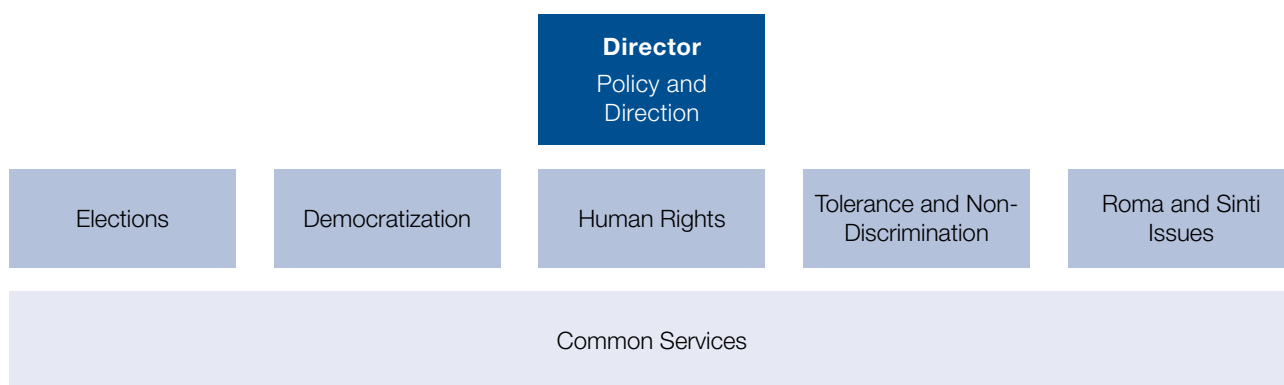 Director
Policy and
Direction
Elections
Democratization
Human Rights
Tolerance and Non-
Discrimination
Roma and Sinti
Issues
Common Services